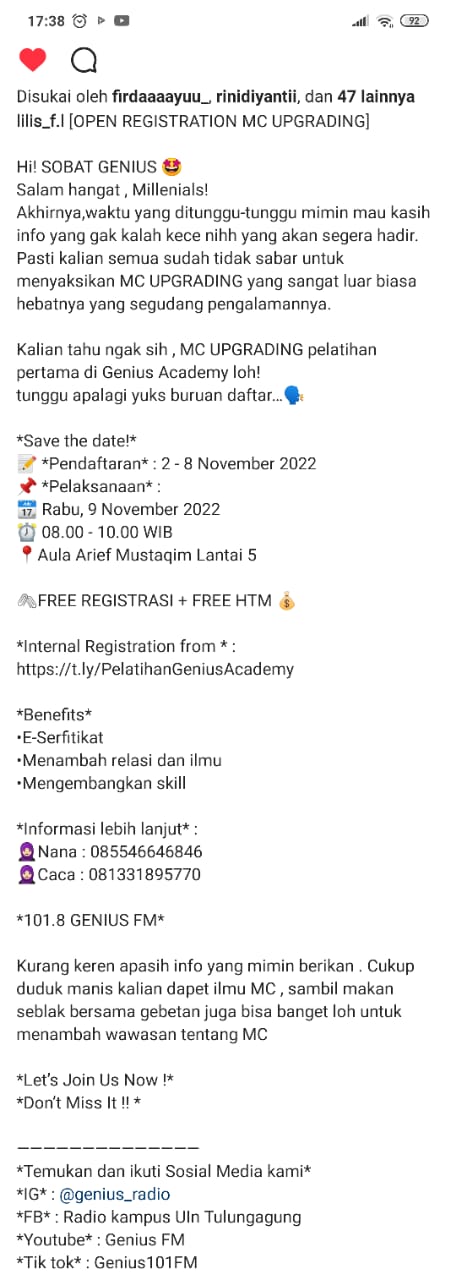 17:38
92
Disukai oleh firdaaaayuu_, rinidiyantii, dan 47 lainnya
lilis_f.l [OPEN REGISTRATION MC UPGRADING]
Hi! SOBAT GENIUS 🤩
Salam hangat , Millenials!
Akhirnya,waktu yang ditunggu-tunggu mimin mau kasih
info yang gak kalah kece nihh yang akan segera hadir.
Pasti kalian semua sudah tidak sabar untuk
menyaksikan MC UPGRADING yang sangat luar biasa
hebatnya yang segudang pengalamannya.
Kalian tahu ngak sih , MC UPGRADING pelatihan
pertama di Genius Academy loh!
tunggu apalagi yuks buruan daftar...🗣️
*Save the date!*
📝 *Pendaftaran* : 2 - 8 November 2022
📌 *Pelaksanaan* :
📅 Rabu, 9 November 2022
⏰ 08.00 - 10.00 WIB
📍Aula Arief Mustaqim Lantai 5
🖇️FREE REGISTRASI + FREE HTM 💰
*Internal Registration from * :
https://t.ly/PelatihanGeniusAcademy
*Benefits*
•E-Serfitikat
•Menambah relasi dan ilmu
•Mengembangkan skill
*Informasi lebih lanjut* :
🧕Nana : 085546646846
🧕Caca : 081331895770
*101.8 GENIUS FM*
Kurang keren apasih info yang mimin berikan . Cukup
duduk manis kalian dapet ilmu MC , sambil makan
seblak bersama gebetan juga bisa banget loh untuk
menambah wawasan tentang MC
*Let's Join Us Now !*
*Don't Miss It !! *
——————————————
*Temukan dan ikuti Sosial Media kami*
*IG* : @genius_radio
*FB* : Radio kampus UIn Tulungagung
*Youtube* : Genius FM
*Tik tok* : Genius101FM